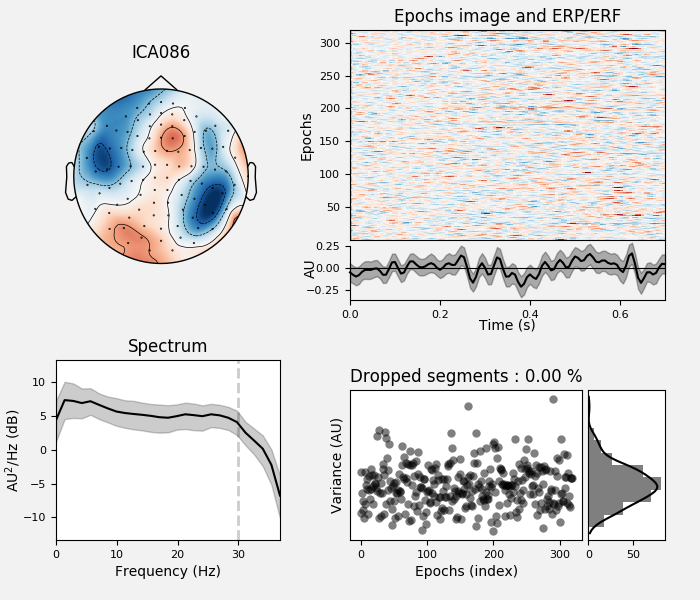 ICA086
Epochs image and ERP/ERF
Epochs
300
250
200
150
100
50
AU
0.25
0.00
−0.25
0.0
0.2
0.4
0.6
Time (s)
Spectrum
AU²/Hz (dB)
10
5
0
−5
−10
0
10
20
30
Frequency (Hz)
Dropped segments : 0.00 %
Variance (AU)
0
100
200
300
Epochs (index)
0
50